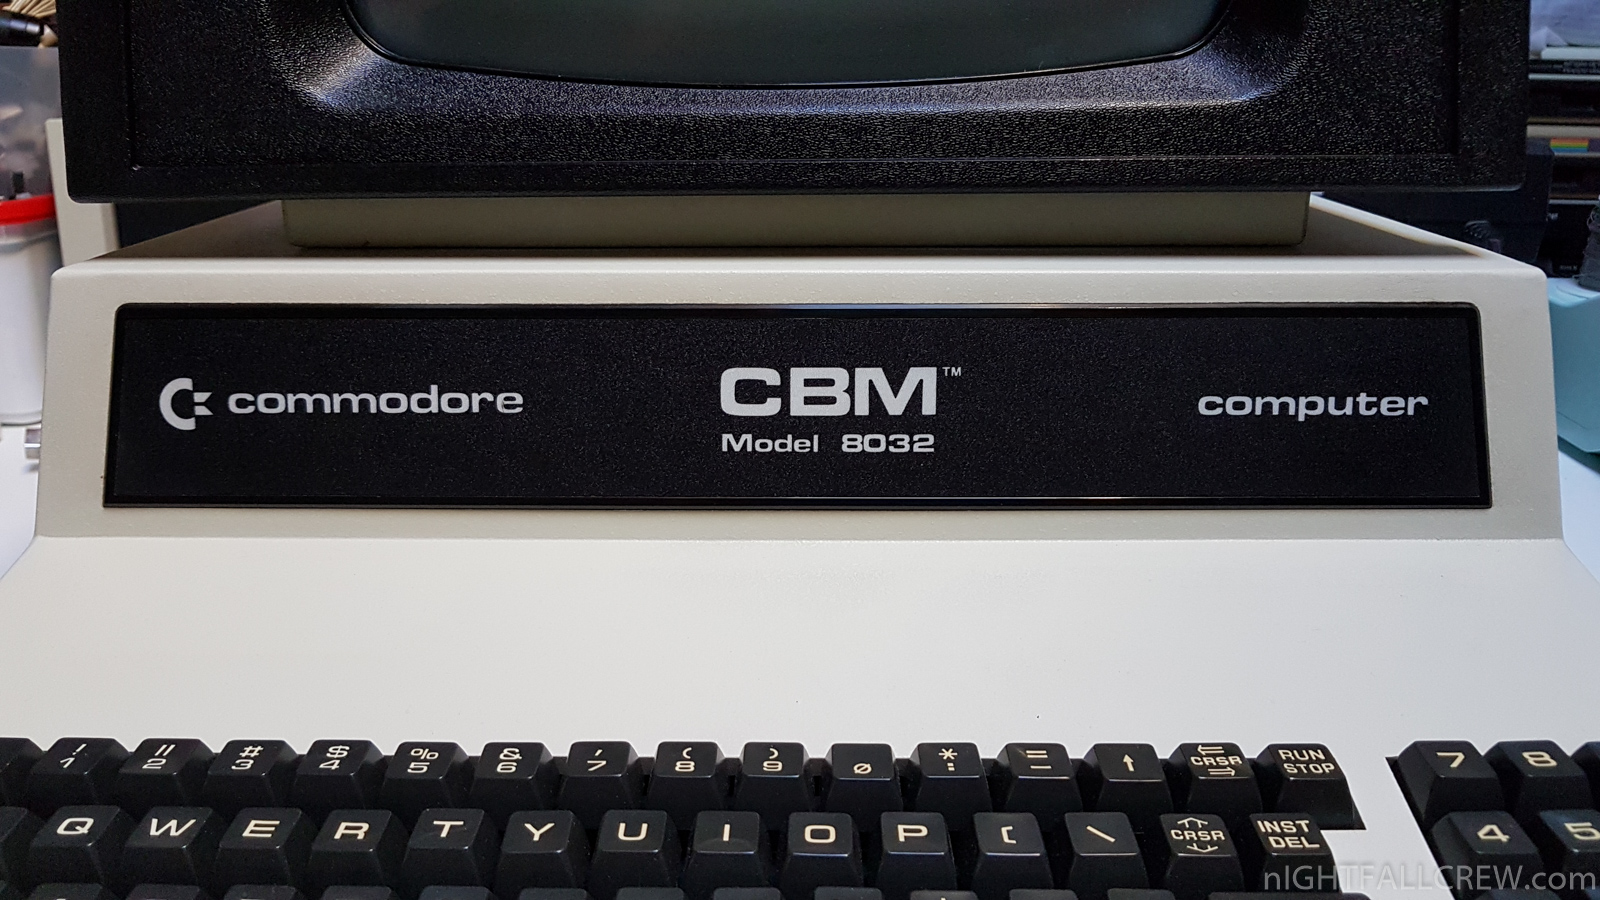 commodore
CBM™
computer
Model 8032
! 1 " 2 # 3 $ 4 % 5 & 6 ' 7 ( 8 ) 9 Ø * : = - ↑ ⇐ CRSR ⇒ RUN STOP 7 8
Q W E R T Y U I O P [ \ CRSR INST DEL 4 5
nIGHTFALLCREW.com